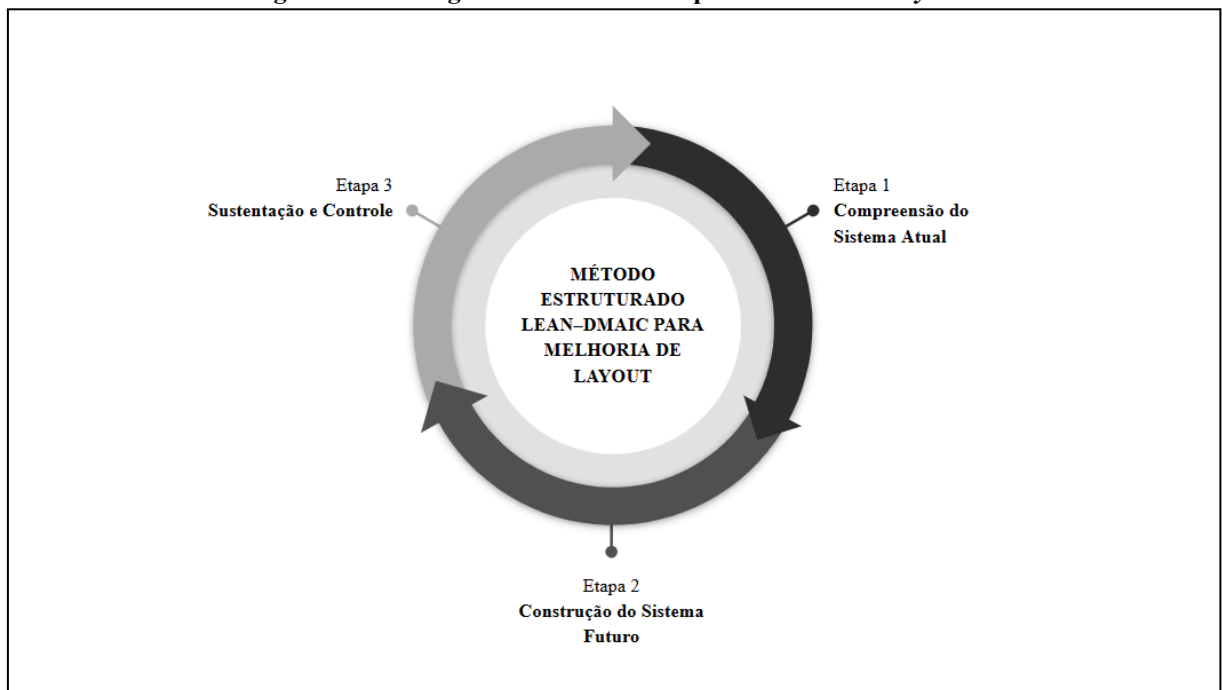 MÉTODO
ESTRUTURADO
LEAN–DMAIC PARA
MELHORIA DE
LAYOUT
Etapa 1
Compreensão do
Sistema Atual
Etapa 2
Construção do Sistema
Futuro
Etapa 3
Sustentação e Controle